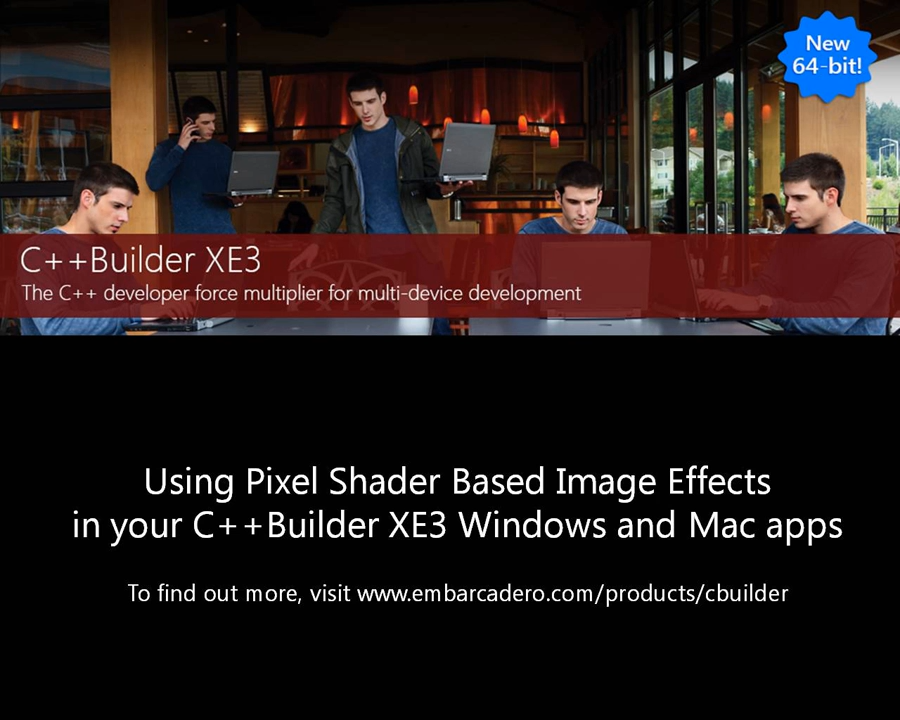 New
64-bit!
C++Builder XE3
The C++ developer force multiplier for multi-device development
Using Pixel Shader Based Image Effects
in your C++Builder XE3 Windows and Mac apps
To find out more, visit www.embarcadero.com/products/cbuilder